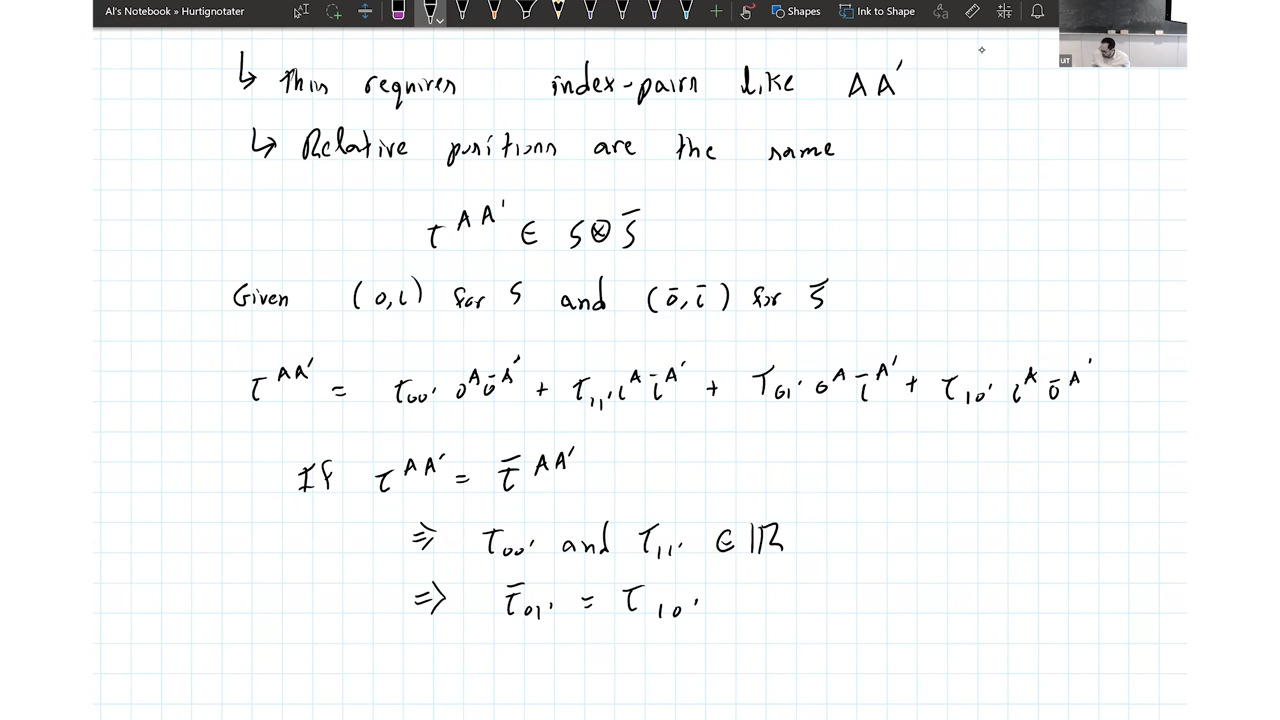 AI's Notebook » Hurtignotater
Shapes
Ink to Shape
UiT
↳ This requires index-pairs like AA'
↳ Relative positions are the same
τ^{AA'} ∈ S⊗S̄
Given (o,ι) for S and (ō,ῑ) for S̄
τ^{AA'} = τ_{00'} o^A ō^{A'} + τ_{11'} ι^A ῑ^{A'} + τ_{01'} o^A ῑ^{A'} + τ_{10'} ι^A ō^{A'}
If τ^{AA'} = τ̄^{AA'}
⇒ τ_{00'} and τ_{11'} ∈ ℝ
⇒ τ̄_{01'} = τ_{10'}